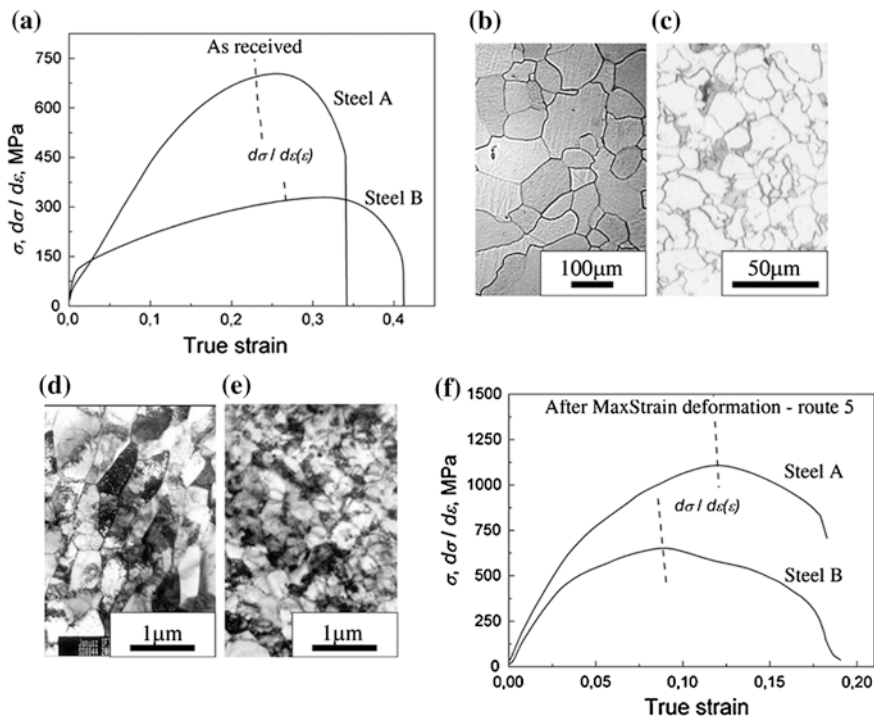 (a)
As received
Steel A
dσ / dε(ε)
Steel B
σ, dσ / dε, MPa
750
600
450
300
150
0
0,0
0,1
0,2
0,3
0,4
True strain
(b)
100μm
(c)
50μm
(d)
1μm
(e)
1μm
(f)
After MaxStrain deformation - route 5
Steel A
dσ / dε(ε)
Steel B
σ, dσ / dε, MPa
1500
1250
1000
750
500
250
0
0,00
0,05
0,10
0,15
0,20
True strain